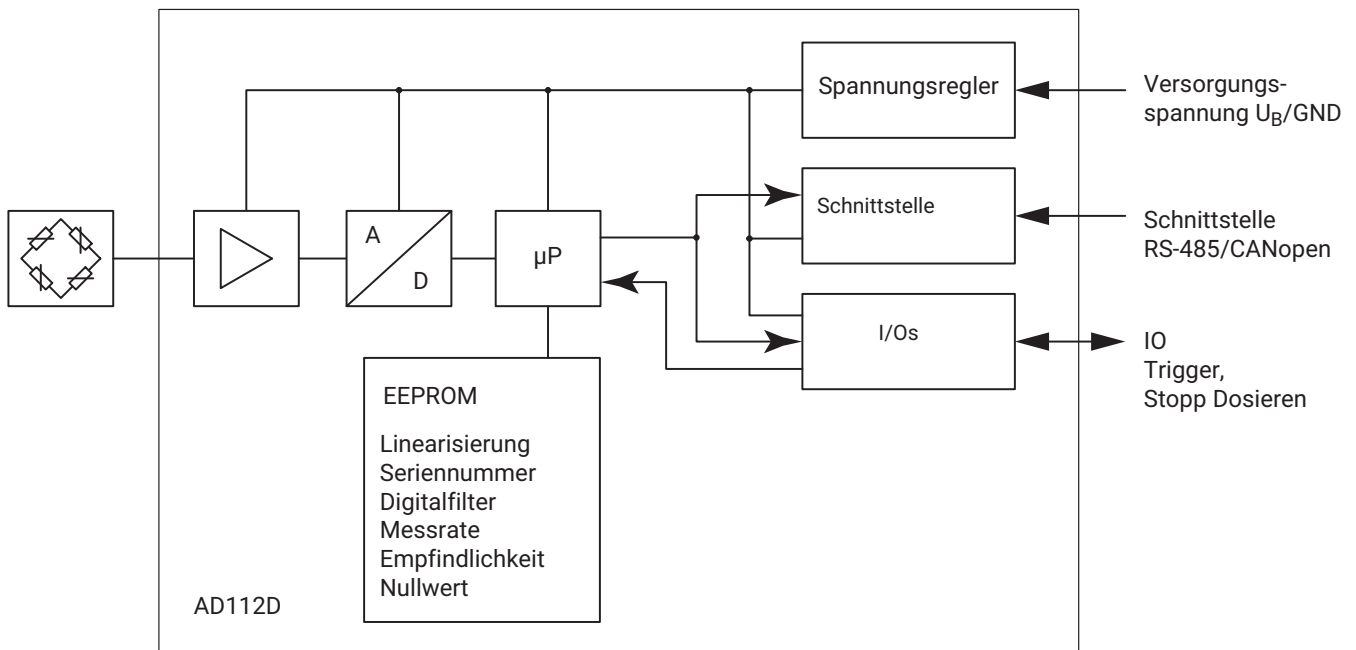 Spannungsregler
Versorgungs-
spannung UB/GND
Schnittstelle
Schnittstelle
RS-485/CANopen
A
D
µP
I/Os
IO
Trigger,
Stopp Dosieren
EEPROM
Linearisierung
Seriennummer
Digitalfilter
Messrate
Empfindlichkeit
Nullwert
AD112D